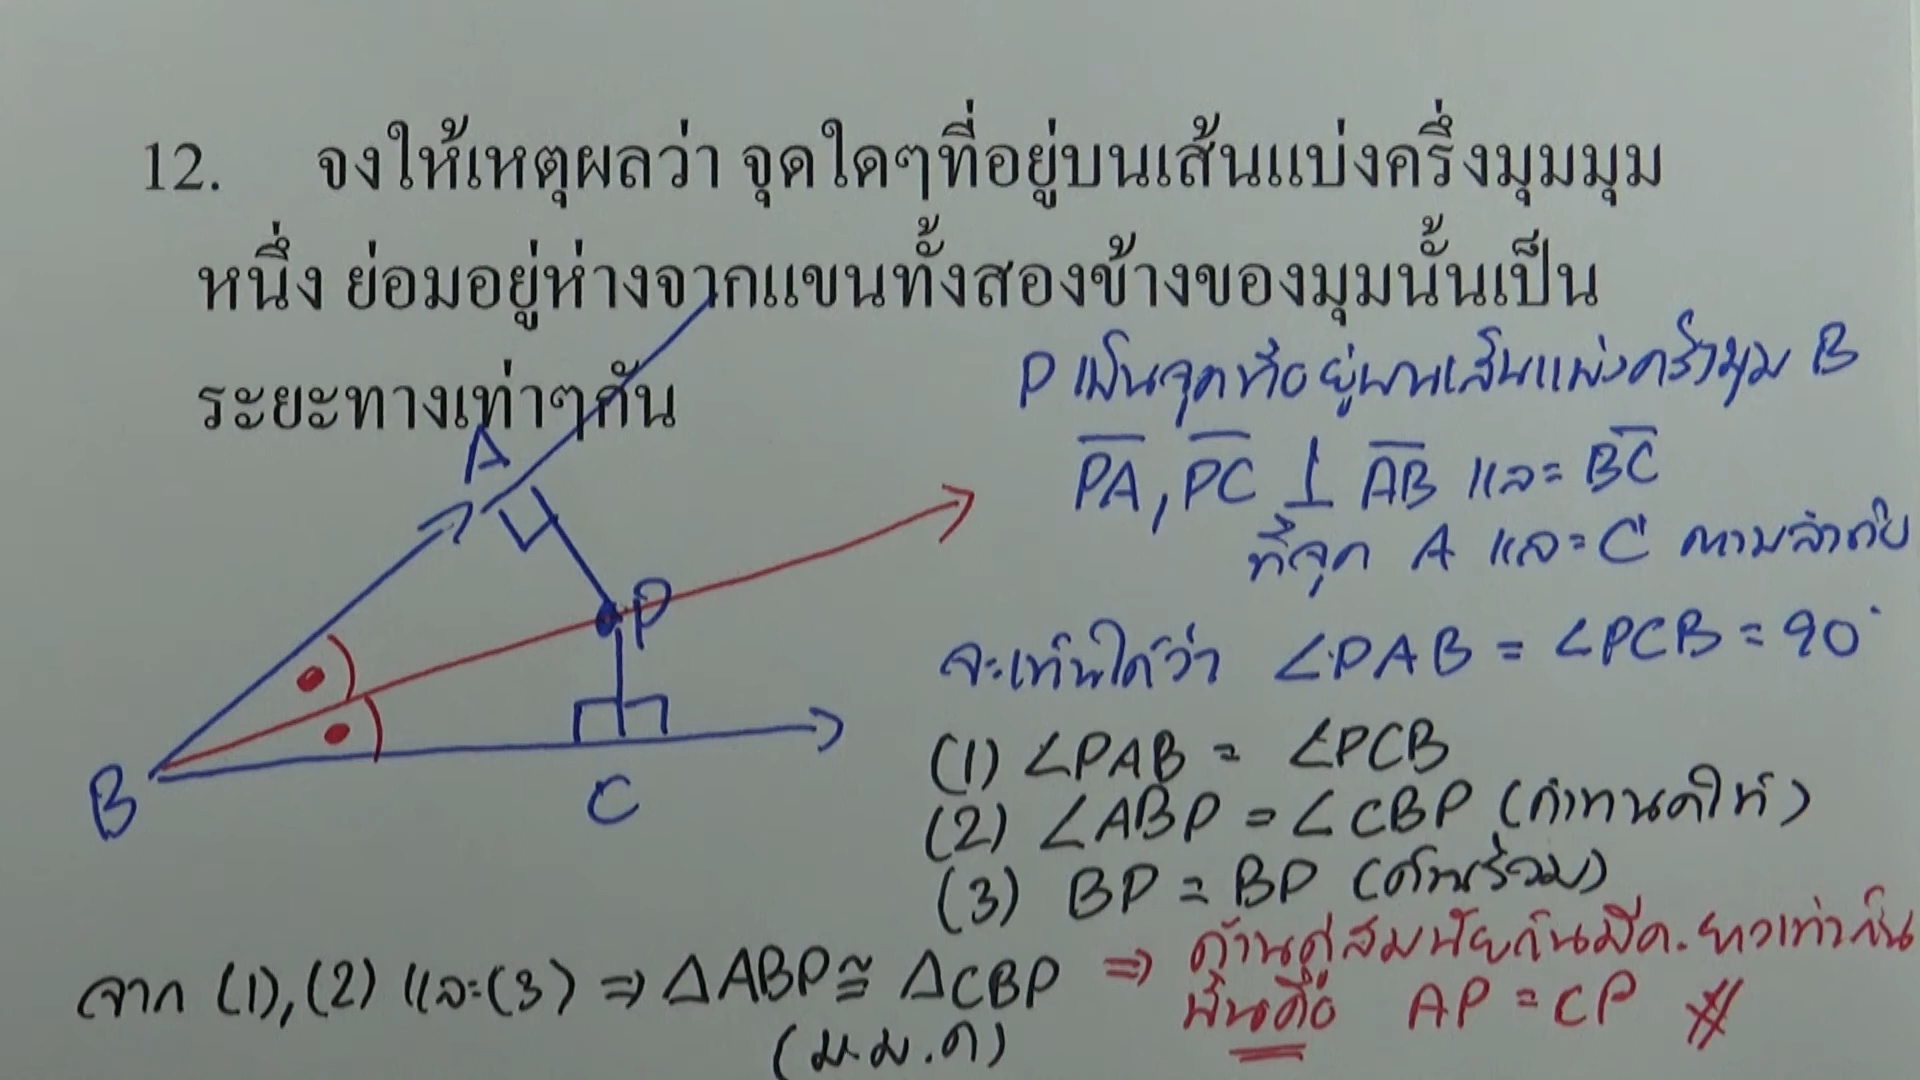 12. จงให้เหตุผลว่า จุดใดๆที่อยู่บนเส้นแบ่งครึ่งมุมมุม
หนึ่ง ย่อมอยู่ห่างจากแขนทั้งสองข้างของมุมนั้นเป็น
ระยะทางเท่าๆกัน
P เป็นจุดที่อยู่บนเส้นแบ่งครึ่งมุม B
P̅A̅, P̅C̅ ⊥ A̅B̅ และ B̅C̅
ที่จุด A และ C ตามลำดับ
A
P
B
C
จะเห็นได้ว่า ∠PAB = ∠PCB = 90°
(1) ∠PAB = ∠PCB
(2) ∠ABP = ∠CBP (กำหนดให้)
(3) BP = BP (ด้านร่วม)
จาก (1), (2) และ (3) ⇒ △ABP ≅ △CBP
(ม.ม.ด)
⇒ ด้านคู่สมนัยกันมีค.ยาวเท่ากัน
นั่นคือ AP = CP #